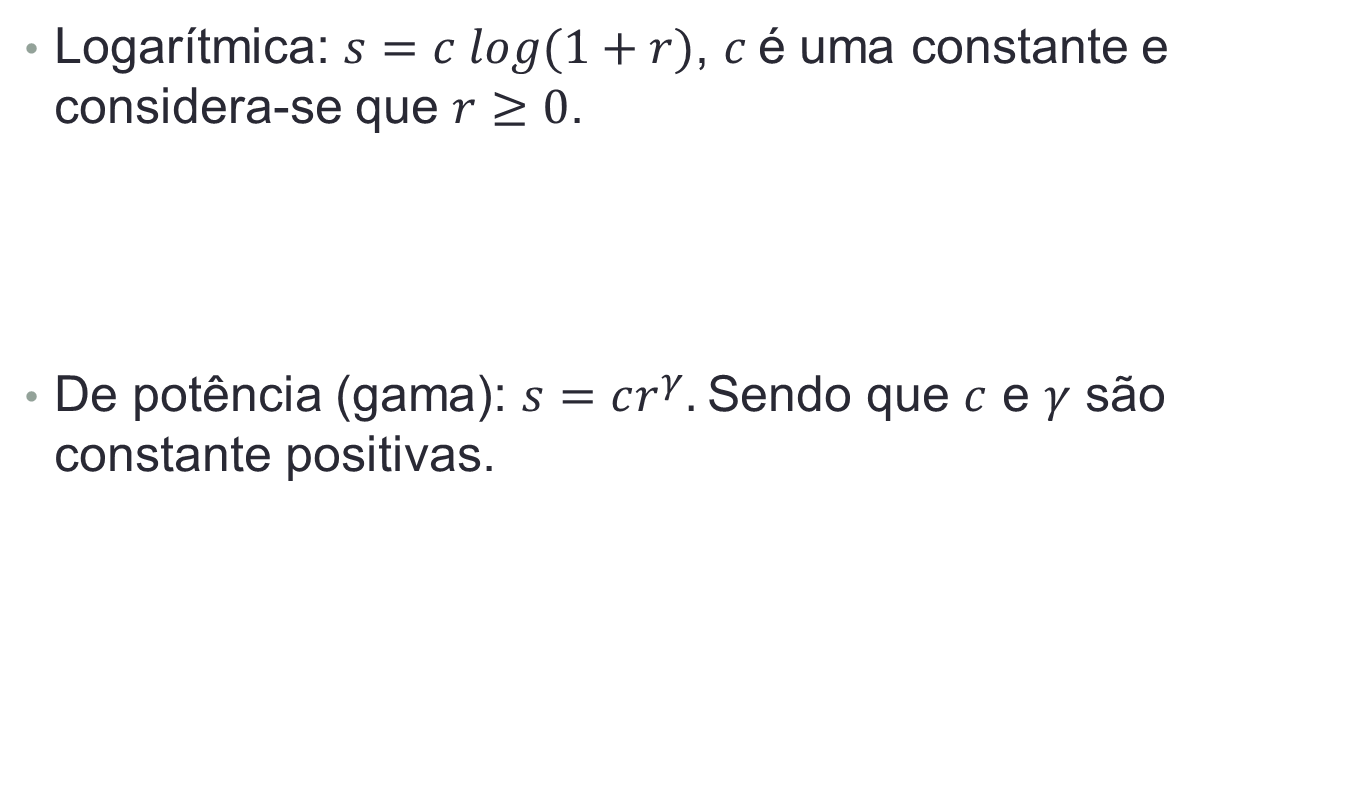 • Logarítmica: 𝑠 = 𝑐 𝑙𝑜𝑔(1 + 𝑟), 𝑐 é uma constante e
considera-se que 𝑟 ≥ 0.
• De potência (gama): 𝑠 = 𝑐𝑟^𝛾. Sendo que 𝑐 e 𝛾 são
constante positivas.